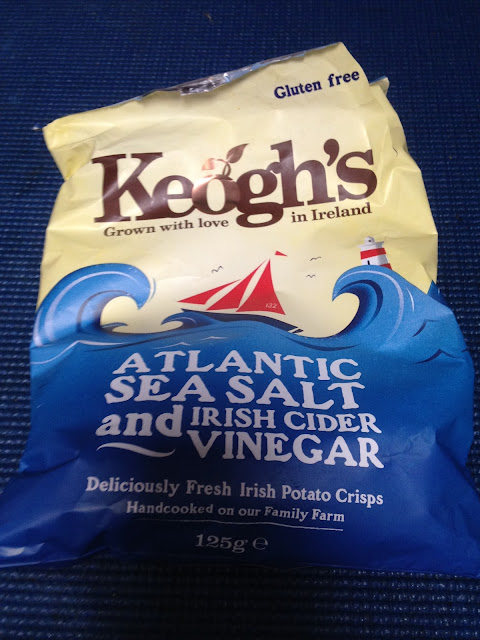 Gluten free
Keogh's
Grown with love in Ireland
132
ATLANTIC
SEA SALT
and IRISH CIDER
VINEGAR
Deliciously Fresh Irish Potato Crisps
Handcooked on our Family Farm
125g e